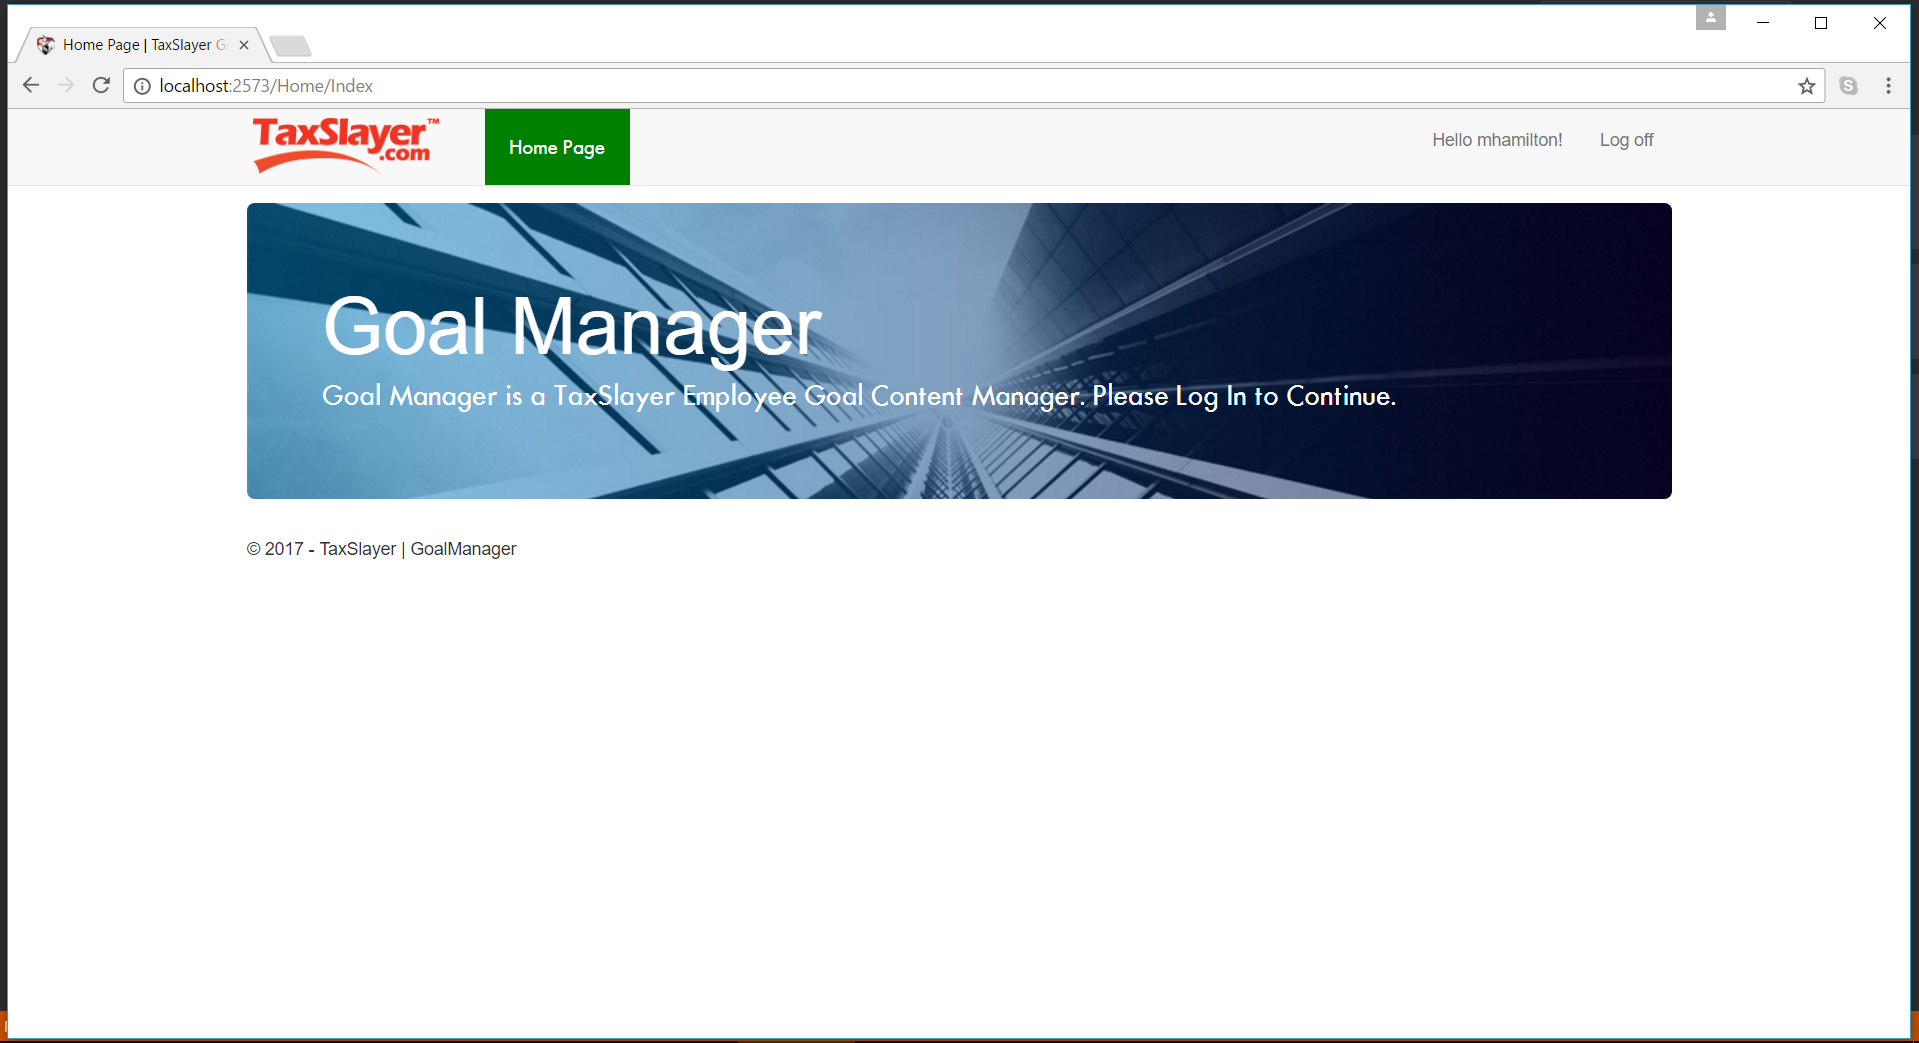 Home Page | TaxSlayer G
localhost:2573/Home/Index
TaxSlayer™
.com
Home Page
Hello mhamilton!
Log off
Goal Manager
Goal Manager is a TaxSlayer Employee Goal Content Manager. Please Log In to Continue.
© 2017 - TaxSlayer | GoalManager